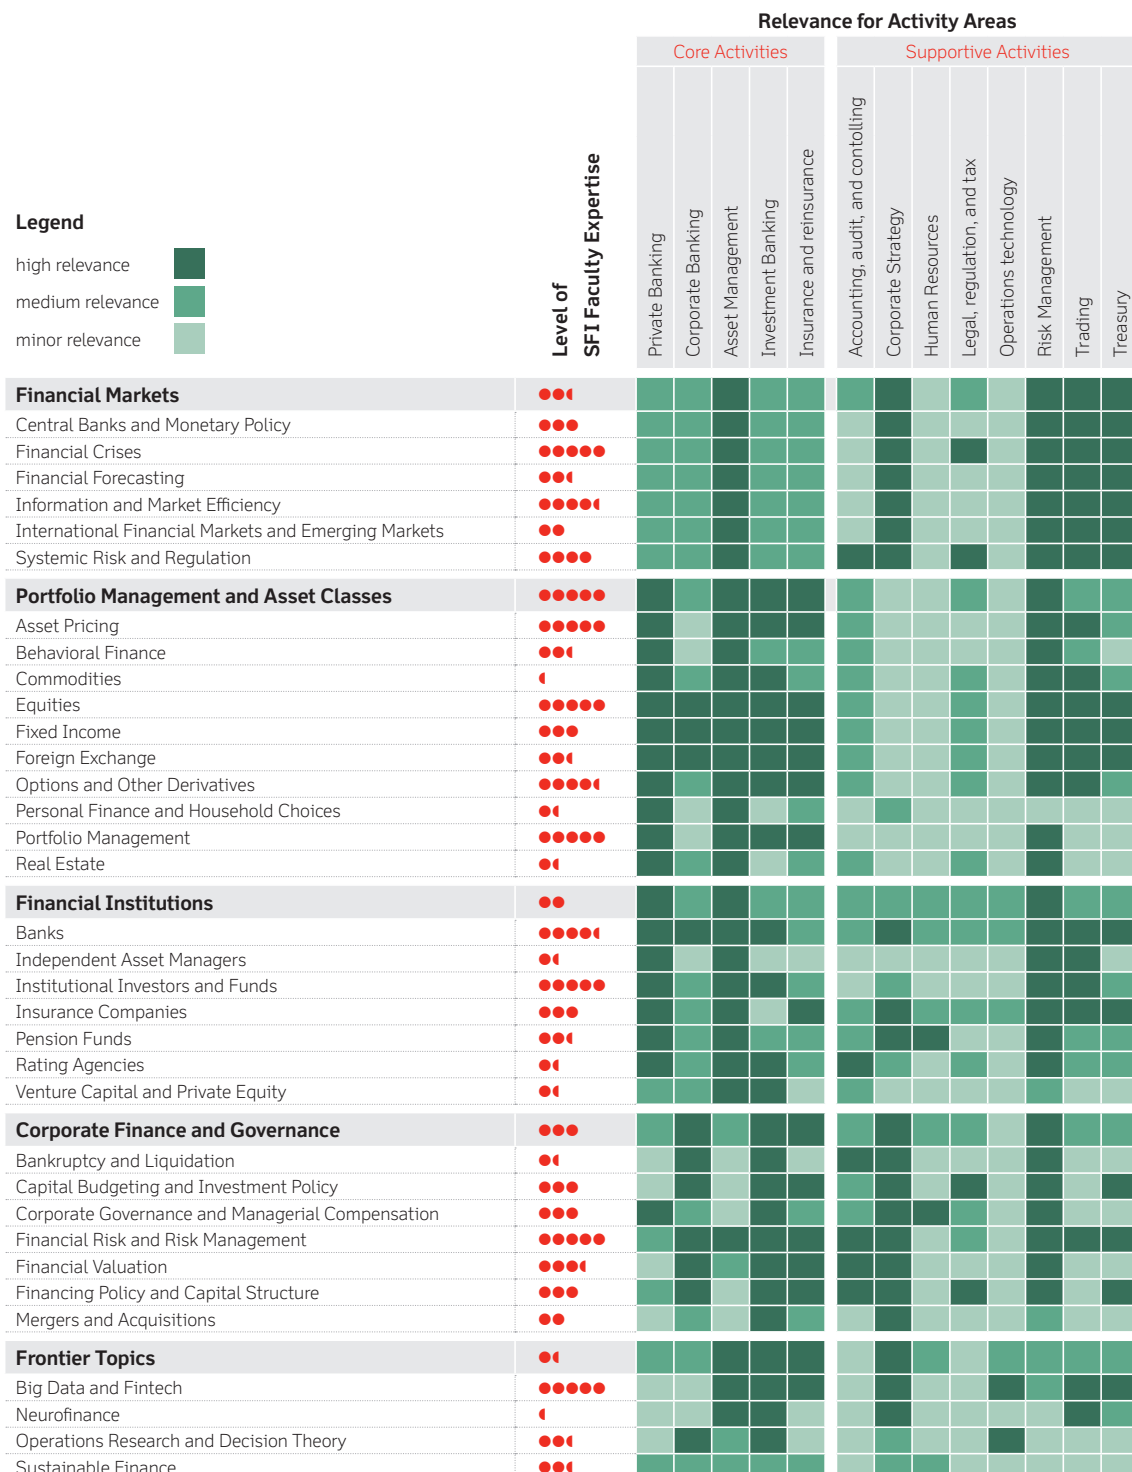 Relevance for Activity Areas
Core Activities
Supportive Activities
Legend
high relevance
medium relevance
minor relevance
Level of
SFI Faculty Expertise
Private Banking
Corporate Banking
Asset Management
Investment Banking
Insurance and reinsurance
Accounting, audit, and contolling
Corporate Strategy
Human Resources
Legal, regulation, and tax
Operations technology
Risk Management
Trading
Treasury
Financial Markets
Central Banks and Monetary Policy
Financial Crises
Financial Forecasting
Information and Market Efficiency
International Financial Markets and Emerging Markets
Systemic Risk and Regulation
Portfolio Management and Asset Classes
Asset Pricing
Behavioral Finance
Commodities
Equities
Fixed Income
Foreign Exchange
Options and Other Derivatives
Personal Finance and Household Choices
Portfolio Management
Real Estate
Financial Institutions
Banks
Independent Asset Managers
Institutional Investors and Funds
Insurance Companies
Pension Funds
Rating Agencies
Venture Capital and Private Equity
Corporate Finance and Governance
Bankruptcy and Liquidation
Capital Budgeting and Investment Policy
Corporate Governance and Managerial Compensation
Financial Risk and Risk Management
Financial Valuation
Financing Policy and Capital Structure
Mergers and Acquisitions
Frontier Topics
Big Data and Fintech
Neurofinance
Operations Research and Decision Theory
Sustainable Finance